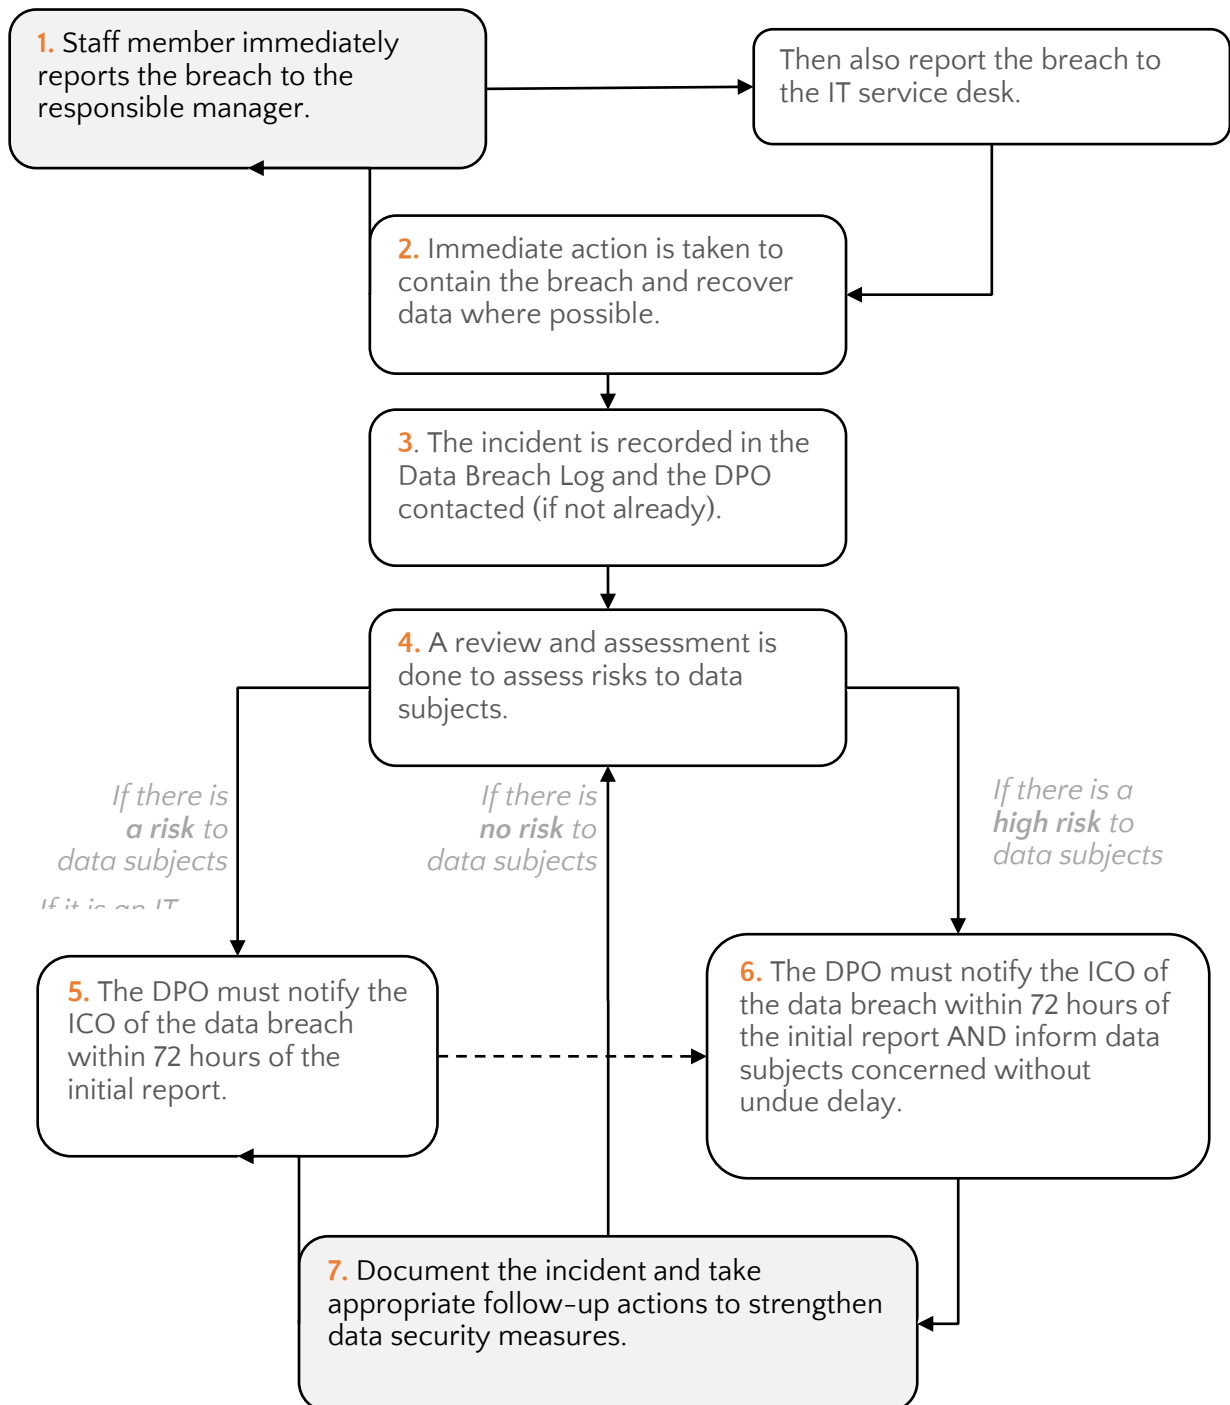 1. Staff member immediately
reports the breach to the
responsible manager.
Then also report the breach to
the IT service desk.
2. Immediate action is taken to
contain the breach and recover
data where possible.
3. The incident is recorded in the
Data Breach Log and the DPO
contacted (if not already).
4. A review and assessment is
done to assess risks to data
subjects.
If there is
a risk to
data subjects
If it is an IT
If there is
no risk to
data subjects
If there is a
high risk to
data subjects
5. The DPO must notify the
ICO of the data breach
within 72 hours of the
initial report.
6. The DPO must notify the ICO of
the data breach within 72 hours of
the initial report AND inform data
subjects concerned without
undue delay.
7. Document the incident and take
appropriate follow-up actions to strengthen
data security measures.